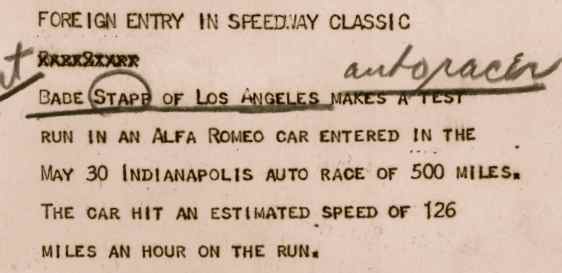 FOREIGN ENTRY IN SPEEDWAY CLASSIC
auto racer
BABE STAPP OF LOS ANGELES MAKES A TEST
RUN IN AN ALFA ROMEO CAR ENTERED IN THE
MAY 30 INDIANAPOLIS AUTO RACE OF 500 MILES.
THE CAR HIT AN ESTIMATED SPEED OF 126
MILES AN HOUR ON THE RUN.